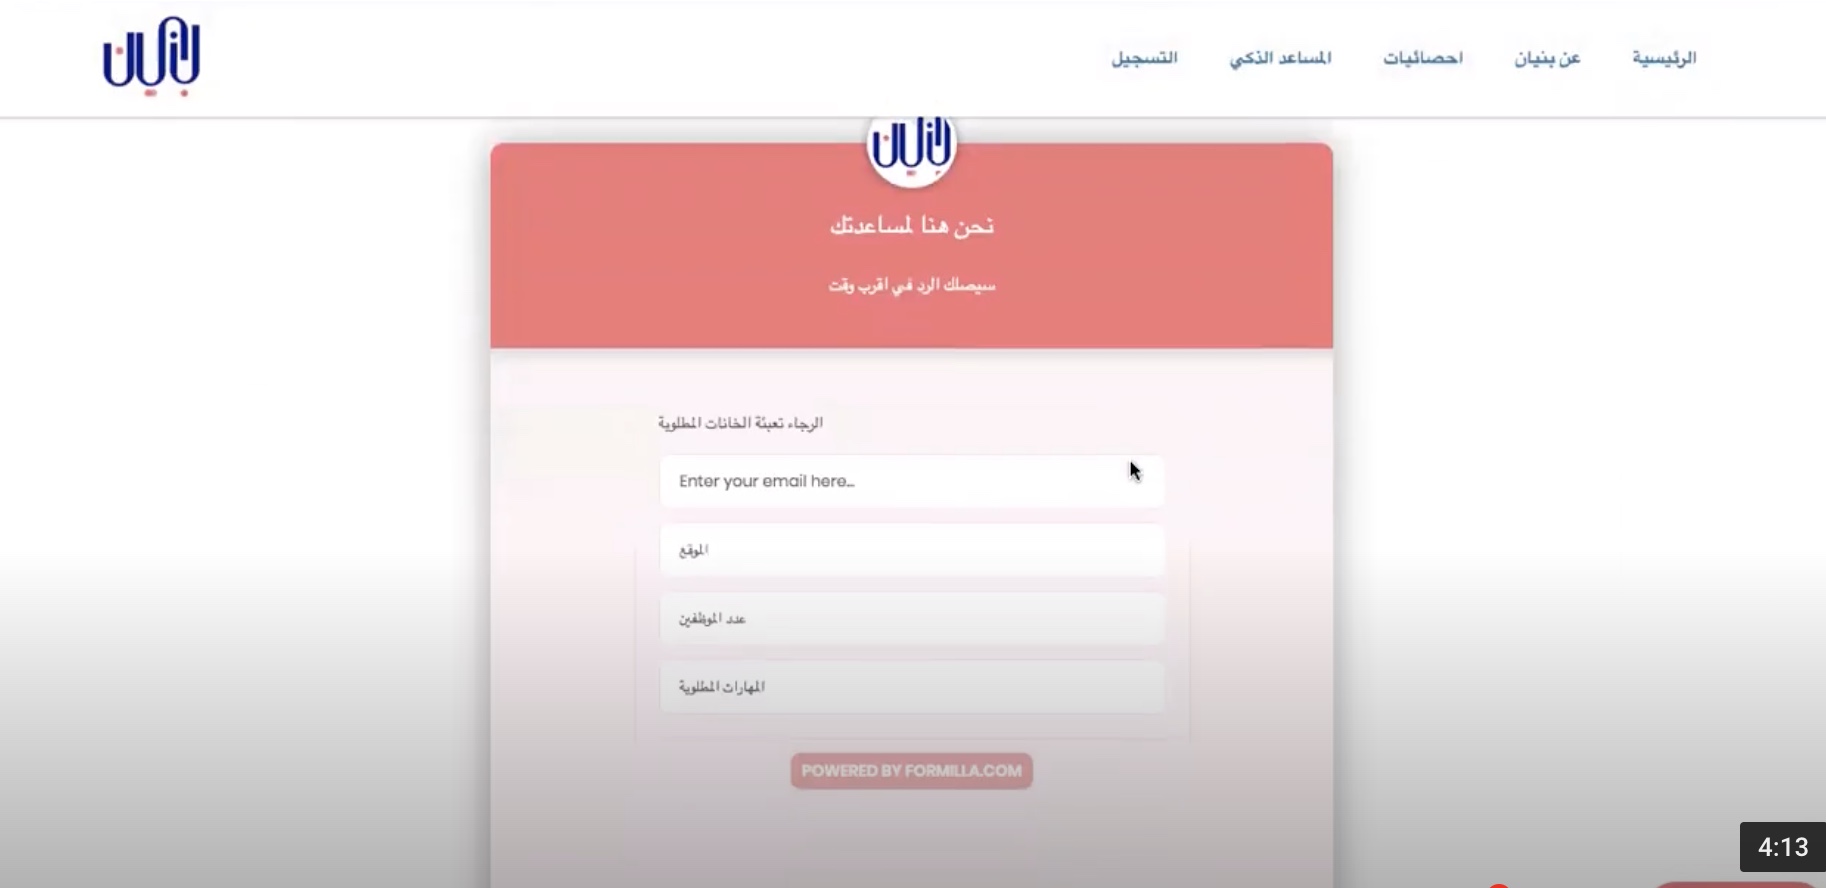 بنيان
الرئيسية عن بنيان احصائيات المساعد الذكي التسجيل
بنيان
نحن هنا لمساعدتك
سيصلك الرد في اقرب وقت
الرجاء تعبئة الخانات المطلوبة
Enter your email here...
الموقع
عدد الموظفين
المهارات المطلوبة
POWERED BY FORMILLA.COM
4:13